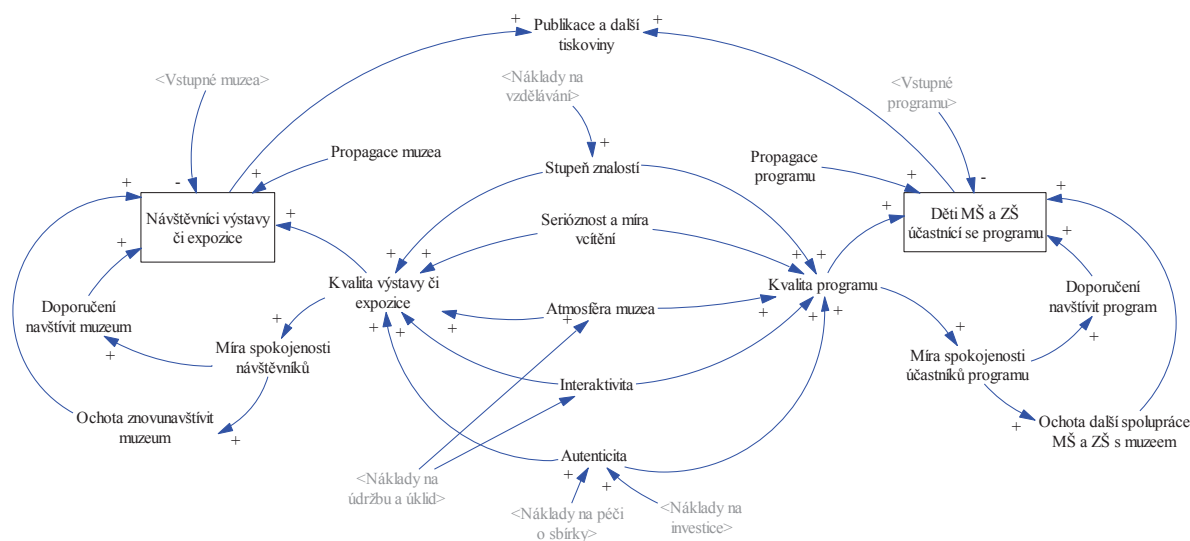 Publikace a další
tiskoviny
<Vstupné muzea>
<Náklady na
vzdělávání>
<Vstupné
programu>
Propagace muzea
Stupeň znalostí
Propagace
programu
Návštěvníci výstavy
či expozice
Serióznost a míra
vcítění
Děti MŠ a ZŠ
účastnící se programu
Kvalita výstavy či
expozice
Atmosféra muzea
Kvalita programu
Doporučení
navštívit muzeum
Doporučení
navštívit program
Míra spokojenosti
návštěvníků
Interaktivita
Míra spokojenosti
účastníků programu
Ochota znovunavštívit
muzeum
Ochota další spolupráce
MŠ a ZŠ s muzeem
Autenticita
<Náklady na
údržbu a úklid>
<Náklady na péči
o sbírky>
<Náklady na
investice>